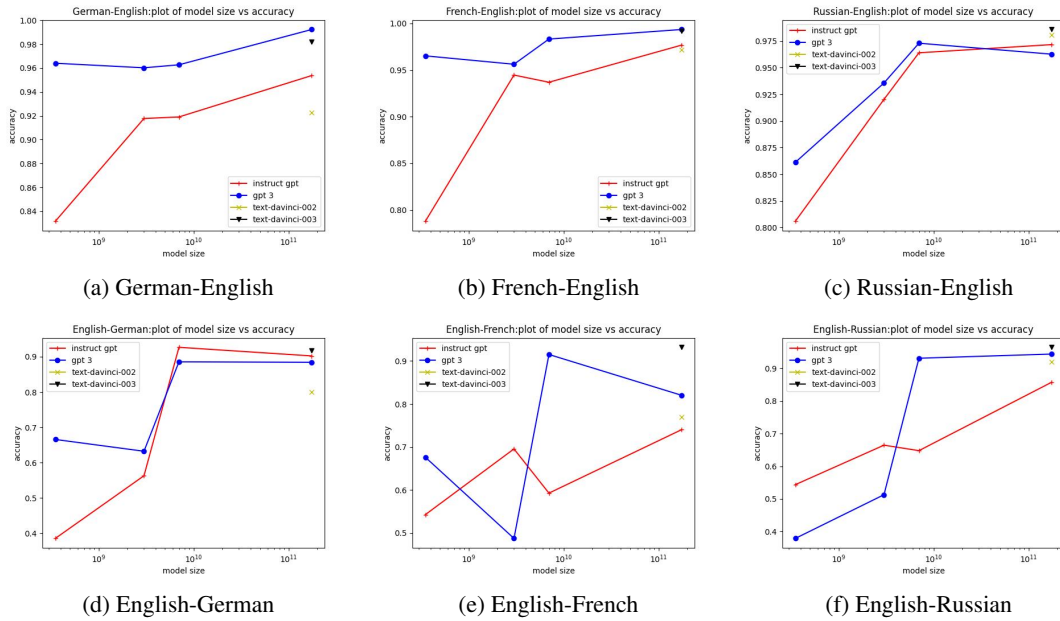 German-English:plot of model size vs accuracy
1.00
0.98
0.96
0.94
0.92
0.90
0.88
0.86
0.84
accuracy
instruct gpt
gpt 3
text-davinci-002
text-davinci-003
10⁹ 10¹⁰ 10¹¹
model size
(a) German-English
French-English:plot of model size vs accuracy
1.00
0.95
0.90
0.85
0.80
accuracy
instruct gpt
gpt 3
text-davinci-002
text-davinci-003
10⁹ 10¹⁰ 10¹¹
model size
(b) French-English
Russian-English:plot of model size vs accuracy
instruct gpt
gpt 3
text-davinci-002
text-davinci-003
0.975
0.950
0.925
0.900
0.875
0.850
0.825
0.800
accuracy
10⁹ 10¹⁰ 10¹¹
model size
(c) Russian-English
English-German:plot of model size vs accuracy
instruct gpt
gpt 3
text-davinci-002
text-davinci-003
0.9
0.8
0.7
0.6
0.5
0.4
accuracy
10⁹ 10¹⁰ 10¹¹
model size
(d) English-German
English-French:plot of model size vs accuracy
instruct gpt
gpt 3
text-davinci-002
text-davinci-003
0.9
0.8
0.7
0.6
0.5
accuracy
10⁹ 10¹⁰ 10¹¹
model size
(e) English-French
English-Russian:plot of model size vs accuracy
instruct gpt
gpt 3
text-davinci-002
text-davinci-003
0.9
0.8
0.7
0.6
0.5
0.4
accuracy
10⁹ 10¹⁰ 10¹¹
model size
(f) English-Russian